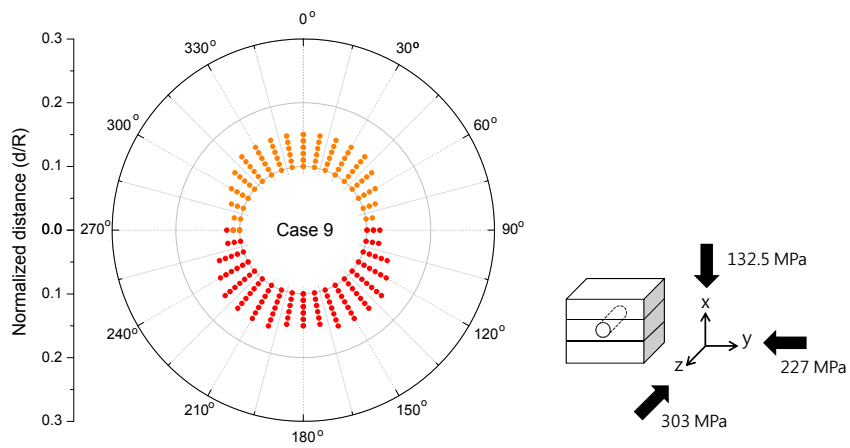 0°
0.3
330°
30°
0.2
300°
60°
0.1
Normalized distance (d/R)
0.0
270°
Case 9
90°
0.1
240°
120°
0.2
210°
150°
0.3
180°
132.5 MPa
x
y
z
227 MPa
303 MPa